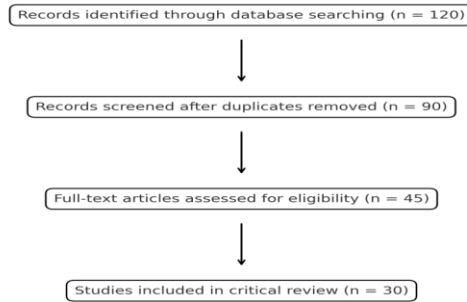 Records identified through database searching (n = 120)
Records screened after duplicates removed (n = 90)
Full-text articles assessed for eligibility (n = 45)
Studies included in critical review (n = 30)